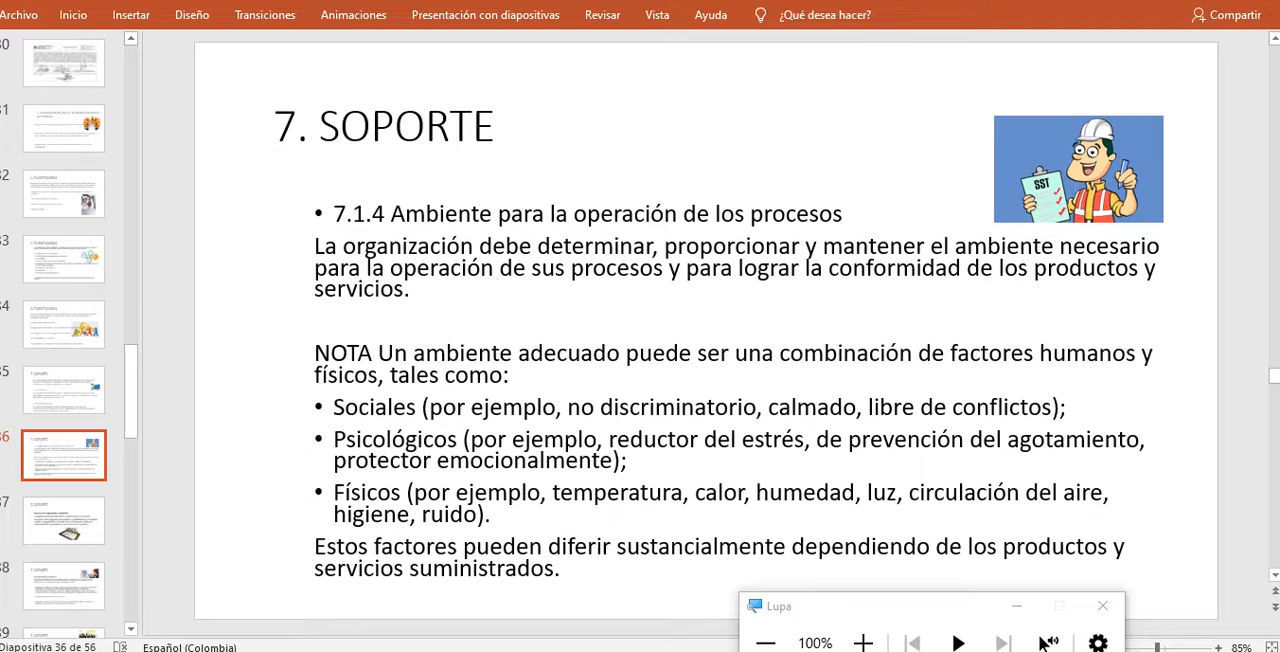 Archivo Inicio Insertar Diseño Transiciones Animaciones Presentación con diapositivas Revisar Vista Ayuda ¿Qué desea hacer? Compartir
7. SOPORTE
SST
• 7.1.4 Ambiente para la operación de los procesos
La organización debe determinar, proporcionar y mantener el ambiente necesario
para la operación de sus procesos y para lograr la conformidad de los productos y
servicios.
NOTA Un ambiente adecuado puede ser una combinación de factores humanos y
físicos, tales como:
• Sociales (por ejemplo, no discriminatorio, calmado, libre de conflictos);
• Psicológicos (por ejemplo, reductor del estrés, de prevención del agotamiento,
protector emocionalmente);
• Físicos (por ejemplo, temperatura, calor, humedad, luz, circulación del aire,
higiene, ruido).
Estos factores pueden diferir sustancialmente dependiendo de los productos y
servicios suministrados.
Lupa
100%
Diapositiva 36 de 56 Español (Colombia) 85%